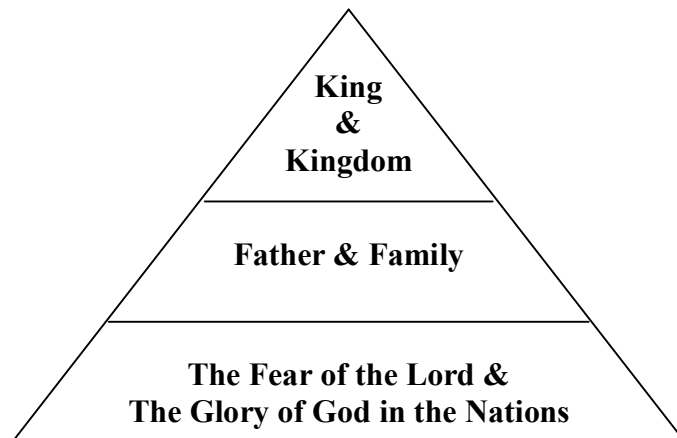 King
&
Kingdom
Father & Family
The Fear of the Lord &
The Glory of God in the Nations